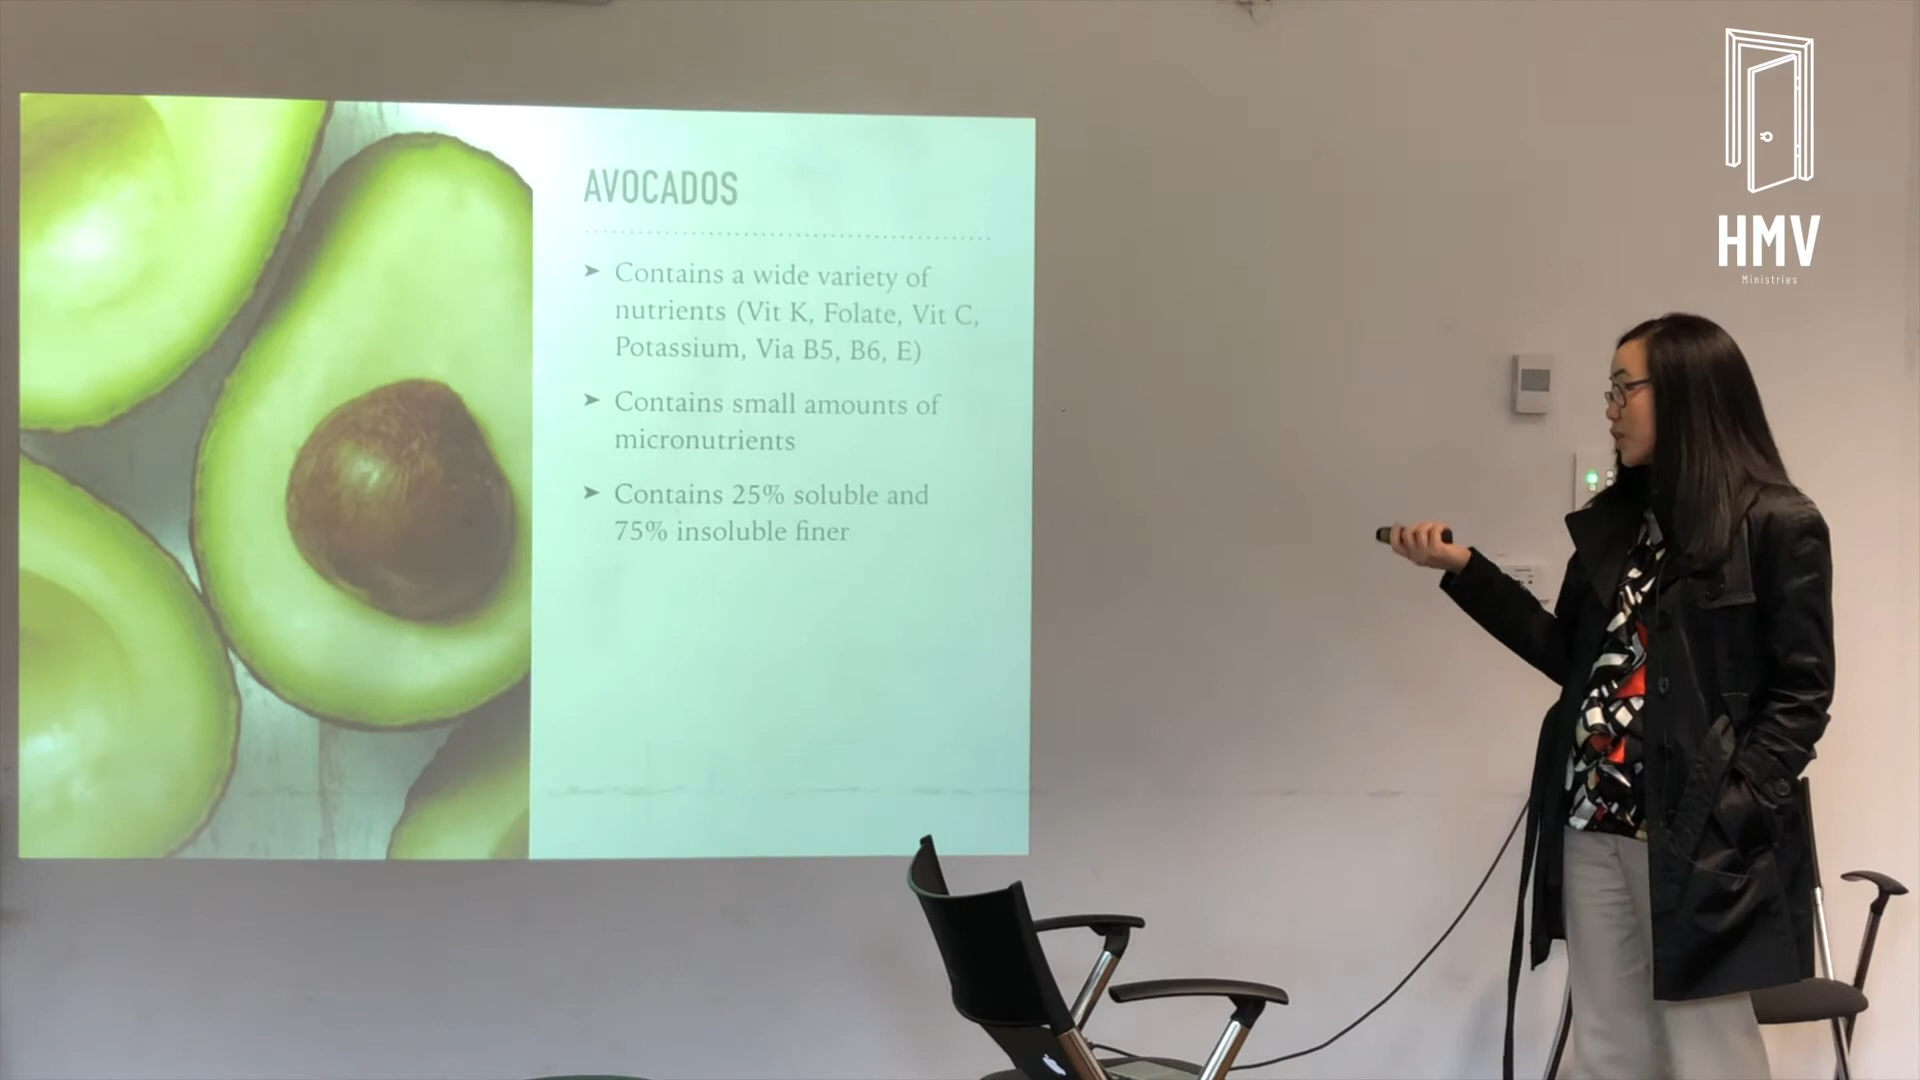 AVOCADOS
➤ Contains a wide variety of
nutrients (Vit K, Folate, Vit C,
Potassium, Via B5, B6, E)
➤ Contains small amounts of
micronutrients
➤ Contains 25% soluble and
75% insoluble finer
HMV
Ministries